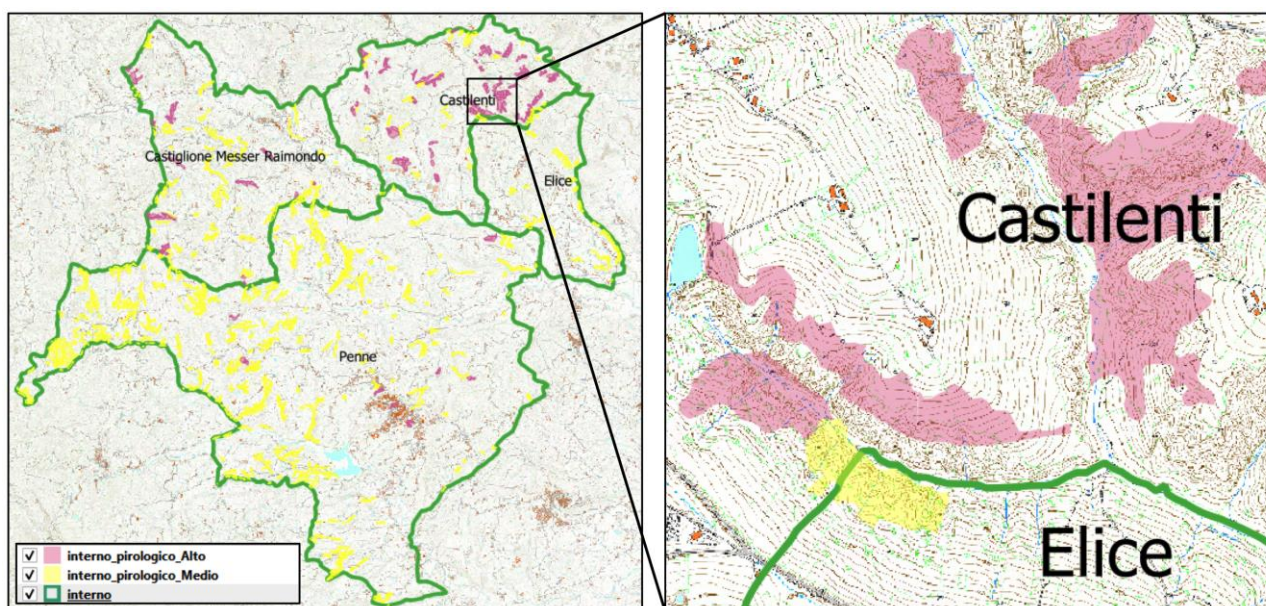 Castilenti
Castiglione Messer Raimondo
Elice
Penne
interno_pirologico_Alto
interno_pirologico_Medio
interno
Castilenti
Elice